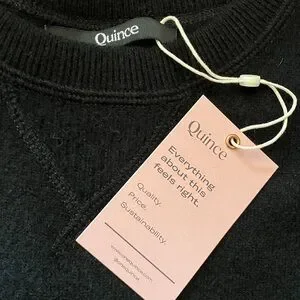 Quince
Quince
Everything
about this
feels right.
Quality.
Price.
Sustainability.